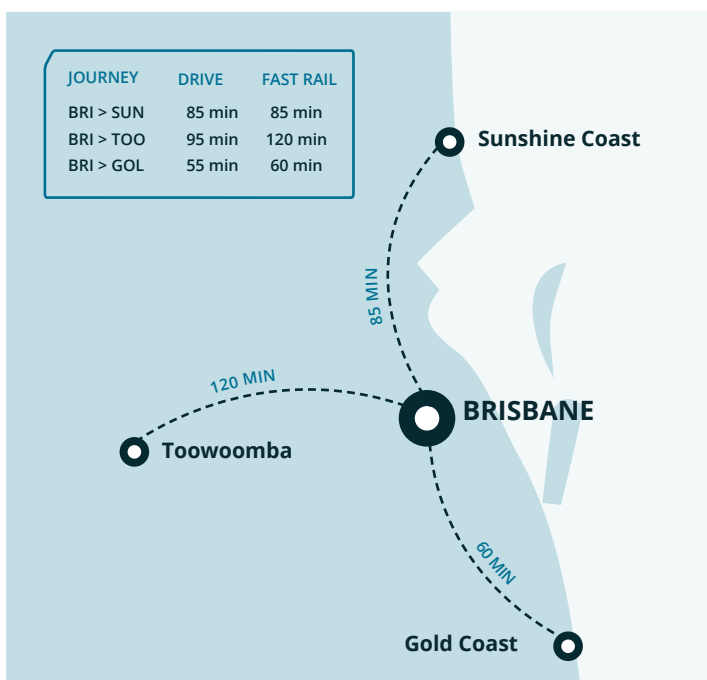 JOURNEY DRIVE FAST RAIL
BRI > SUN 85 min 85 min
BRI > TOO 95 min 120 min
BRI > GOL 55 min 60 min
Sunshine Coast
85 MIN
120 MIN
BRISBANE
Toowoomba
60 MIN
Gold Coast